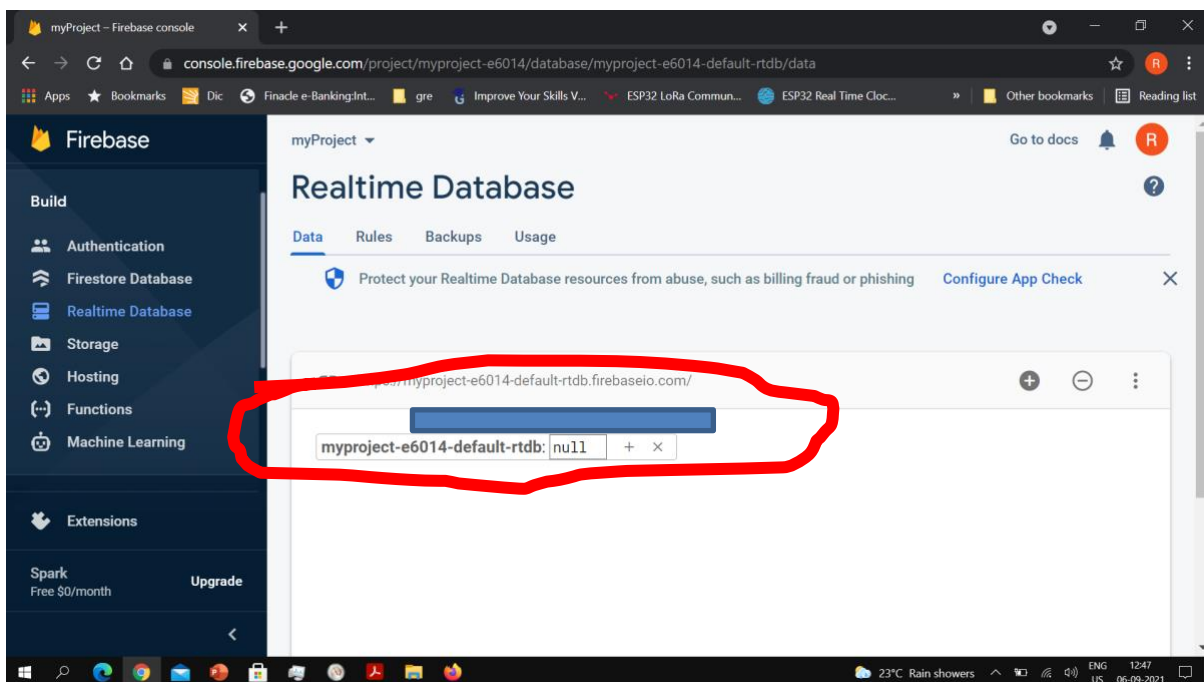 myProject – Firebase console
console.firebase.google.com/project/myproject-e6014/database/myproject-e6014-default-rtdb/data
R
Apps Bookmarks Dic Finacle e-Banking:Int... gre Improve Your Skills V... ESP32 LoRa Commun... ESP32 Real Time Cloc... » Other bookmarks Reading list
Firebase
myProject
Go to docs
R
Realtime Database
?
Build
Data Rules Backups Usage
Authentication
Protect your Realtime Database resources from abuse, such as billing fraud or phishing Configure App Check
Firestore Database
Realtime Database
Storage
Hosting
myproject-e6014-default-rtdb.firebaseio.com/
Functions
Machine Learning
myproject-e6014-default-rtdb: null + ×
Extensions
Spark
Free $0/month
Upgrade
23°C Rain showers
ENG
US
12:47
06-09-2021